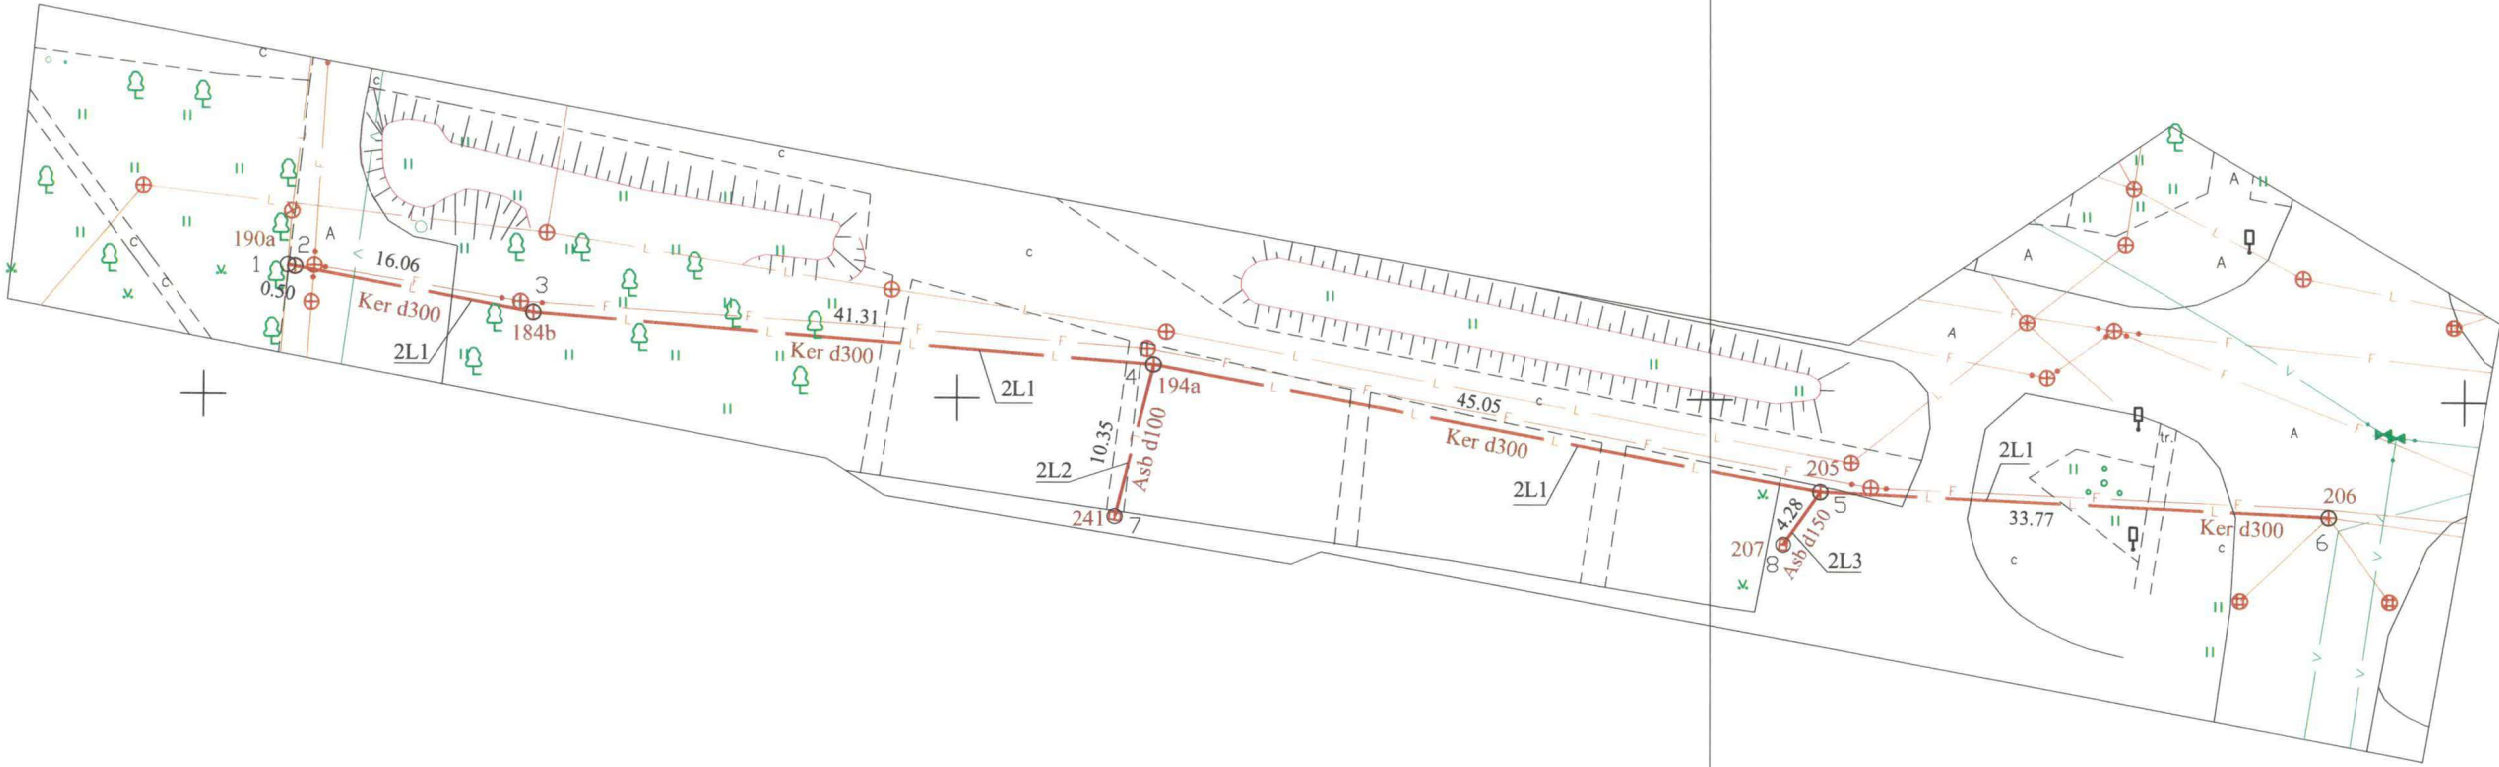 c
c
c
c
c
c
190a
2
A
1
16.06
0.50
Ker d300
3
184b
2L1
41.31
Ker d300
2L1
4
194a
10.35
Asb d100
2L2
241
7
c
45.05
Ker d300
2L1
205
5
4.28
Asb d150
207
8
2L3
A
A
A
A
A
tr.
2L1
33.77
c
c
Ker d300
206
6
L
L
L
L
L
L
L
L
L
L
F
F
F
F
F
F
F
F
F
F